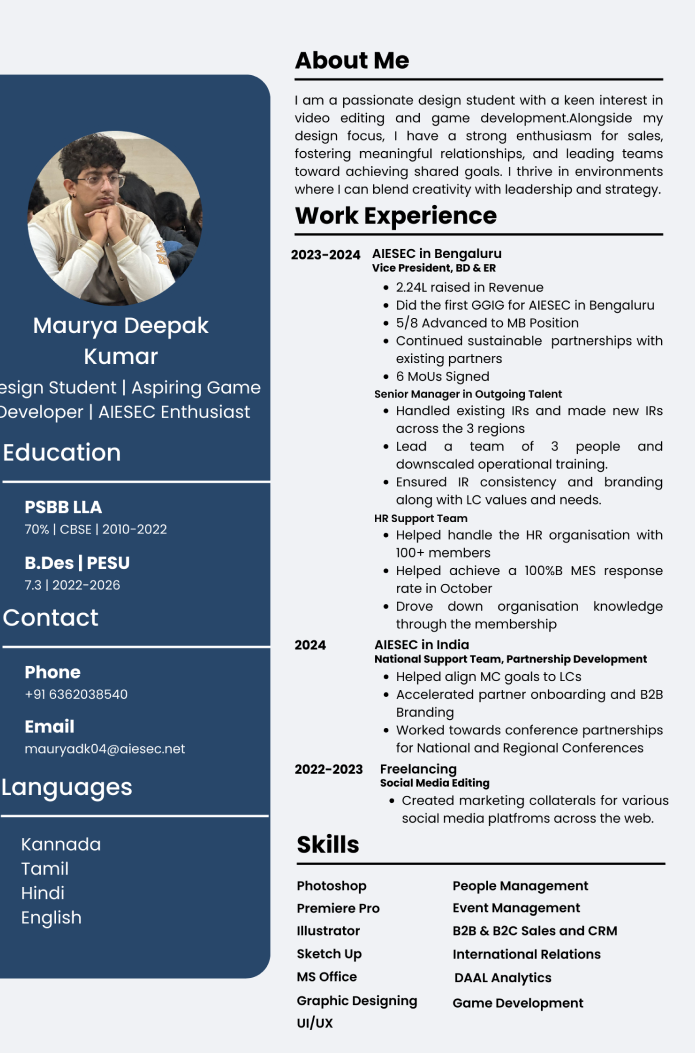 Maurya Deepak
Kumar
esign Student | Aspiring Game
Developer | AIESEC Enthusiast
Education
PSBB LLA
70% | CBSE | 2010-2022
B.Des | PESU
7.3 | 2022-2026
Contact
Phone
+91 6362038540
Email
mauryadk04@aiesec.net
Languages
Kannada
Tamil
Hindi
English
About Me
I am a passionate design student with a keen interest in
video editing and game development.Alongside my
design focus, I have a strong enthusiasm for sales,
fostering meaningful relationships, and leading teams
toward achieving shared goals. I thrive in environments
where I can blend creativity with leadership and strategy.
Work Experience
2023-2024 AIESEC in Bengaluru
Vice President, BD & ER
• 2.24L raised in Revenue
• Did the first GGIG for AIESEC in Bengaluru
• 5/8 Advanced to MB Position
• Continued sustainable partnerships with
existing partners
• 6 MoUs Signed
Senior Manager in Outgoing Talent
• Handled existing IRs and made new IRs
across the 3 regions
• Lead a team of 3 people and
downscaled operational training.
• Ensured IR consistency and branding
along with LC values and needs.
HR Support Team
• Helped handle the HR organisation with
100+ members
• Helped achieve a 100%B MES response
rate in October
• Drove down organisation knowledge
through the membership
2024 AIESEC in India
National Support Team, Partnership Development
• Helped align MC goals to LCs
• Accelerated partner onboarding and B2B
Branding
• Worked towards conference partnerships
for National and Regional Conferences
2022-2023 Freelancing
Social Media Editing
• Created marketing collaterals for various
social media platfroms across the web.
Skills
Photoshop
Premiere Pro
Illustrator
Sketch Up
MS Office
Graphic Designing
UI/UX
People Management
Event Management
B2B & B2C Sales and CRM
International Relations
DAAL Analytics
Game Development